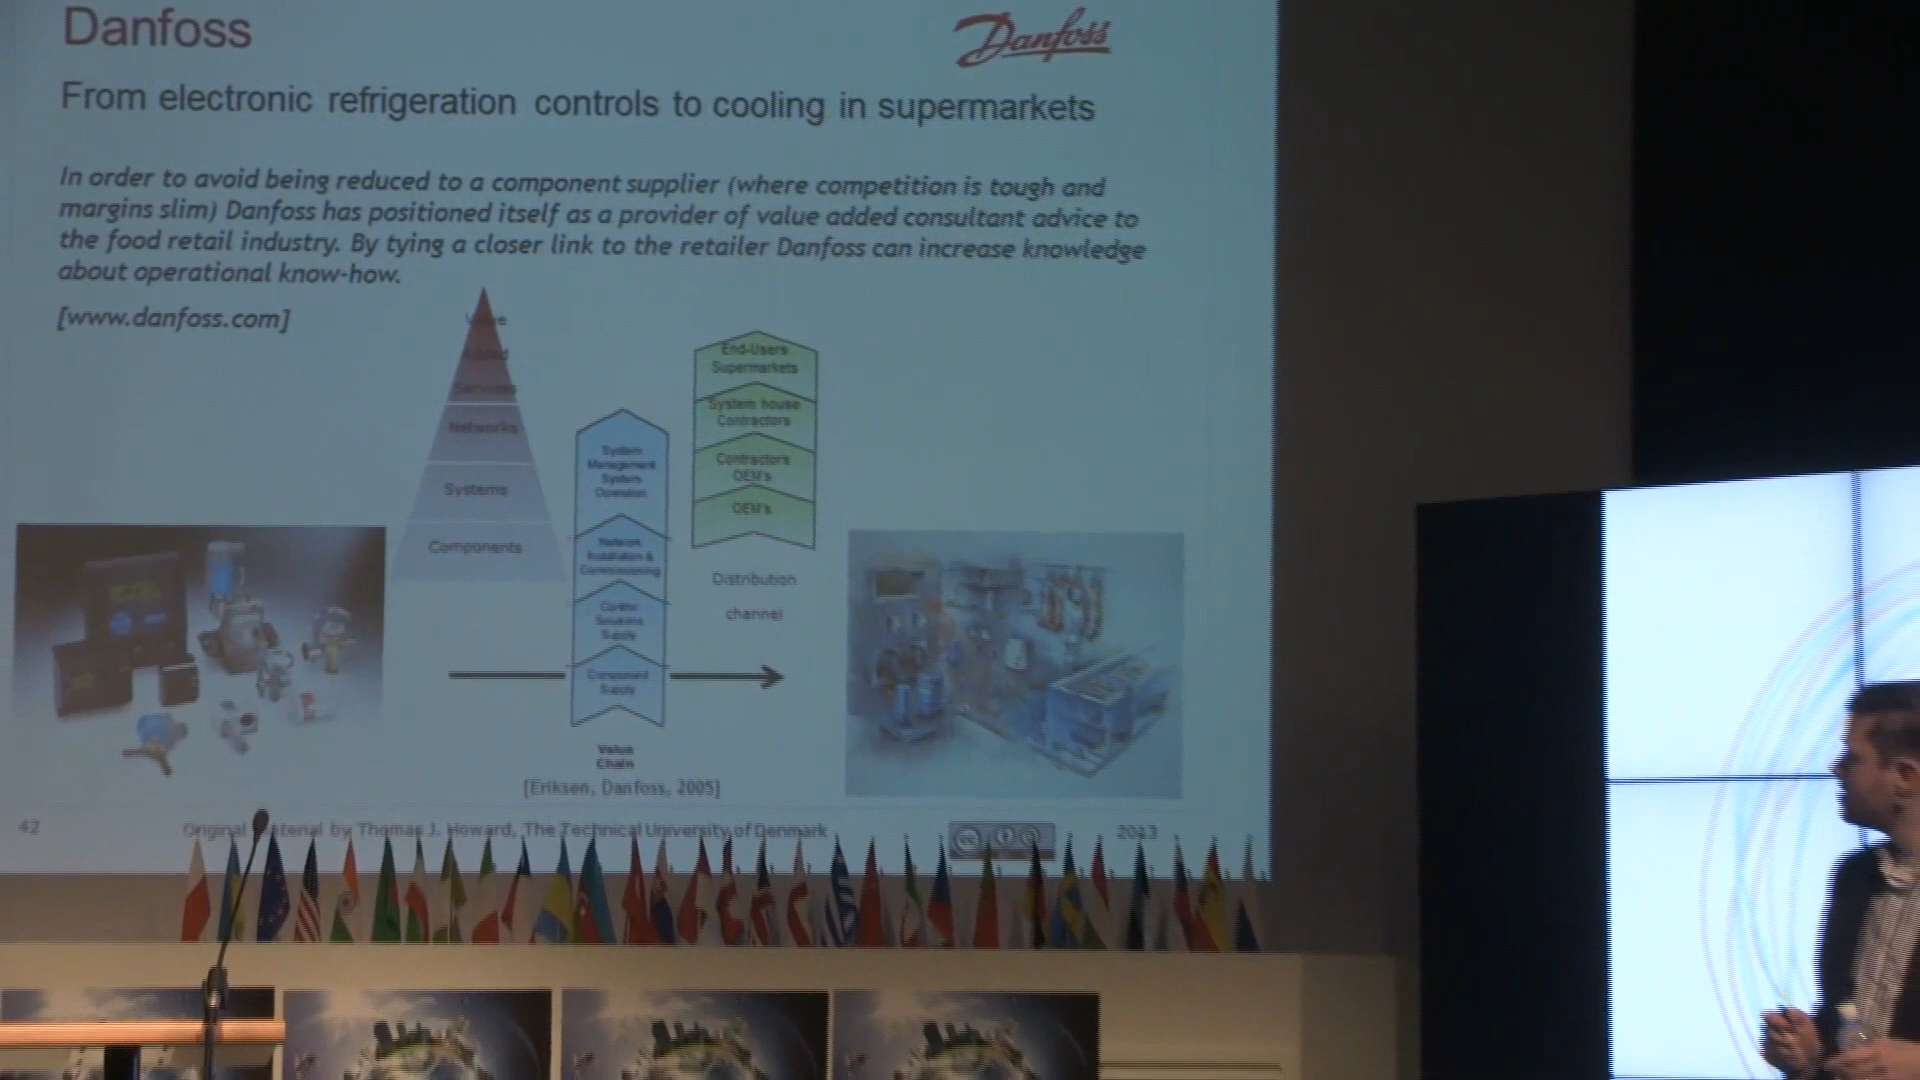 Danfoss
Danfoss
From electronic refrigeration controls to cooling in supermarkets
In order to avoid being reduced to a component supplier (where competition is tough and
margins slim) Danfoss has positioned itself as a provider of value added consultant advice to
the food retail industry. By tying a closer link to the retailer Danfoss can increase knowledge
about operational know-how.
[www.danfoss.com]
Value
Added
Services
Networks
Systems
Components
System
Management
System
Operation
Network
Installation &
Commissioning
Control
Solutions
Supply
Component
Supply
Value
Chain
End-Users
Supermarkets
System house
Contractors
Contractors
OEM's
OEM's
Distribution
channel
[Eriksen, Danfoss, 2005]
42
Original Material by Thomas J. Howard, The Technical University of Denmark
cc
2013